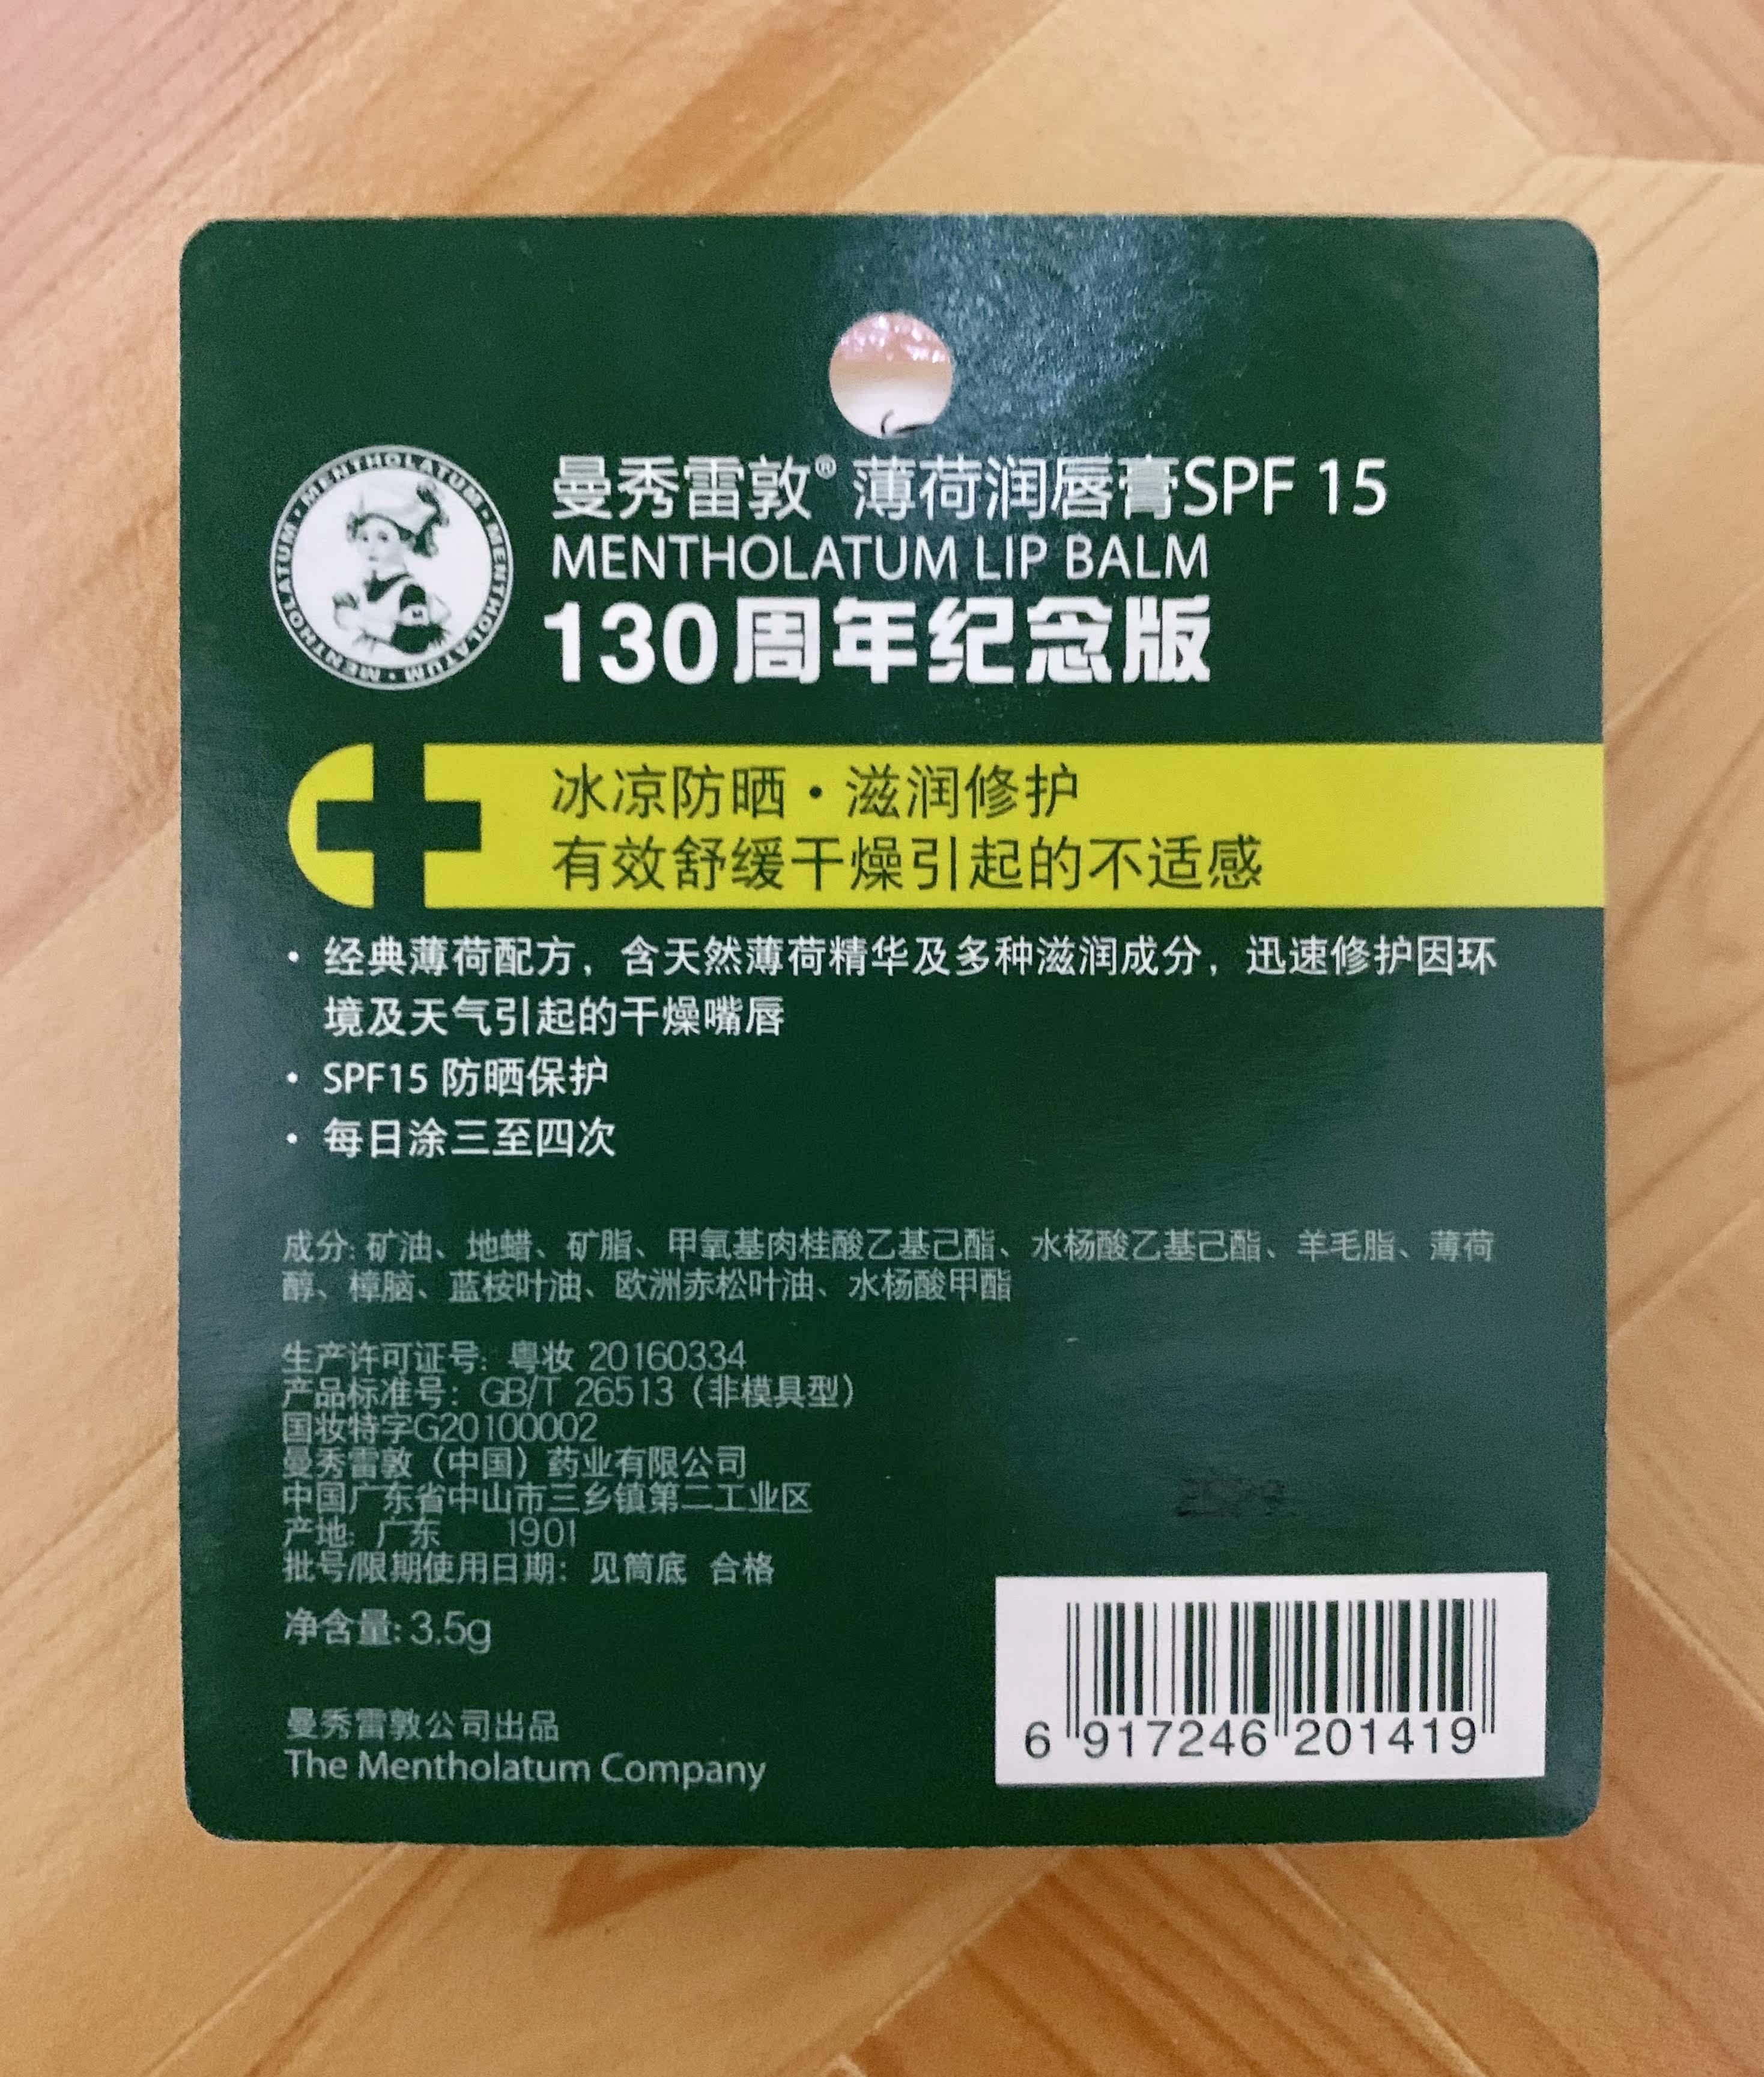 MENTHOLATUM · MENTHOLATUM · MENTHOLATUM ·
曼秀雷敦® 薄荷润唇膏SPF 15
MENTHOLATUM LIP BALM
130周年纪念版
冰凉防晒·滋润修护
有效舒缓干燥引起的不适感
· 经典薄荷配方，含天然薄荷精华及多种滋润成分，迅速修护因环
境及天气引起的干燥嘴唇
· SPF15 防晒保护
· 每日涂三至四次
成分: 矿油、地蜡、矿脂、甲氧基肉桂酸乙基己酯、水杨酸乙基己酯、羊毛脂、薄荷
醇、樟脑、蓝桉叶油、欧洲赤松叶油、水杨酸甲酯
生产许可证号: 粤妆 20160334
产品标准号: GB/T 26513（非模具型）
国妆特字G20100002
曼秀雷敦（中国）药业有限公司
中国广东省中山市三乡镇第二工业区
产地: 广东 1901
批号/限期使用日期: 见筒底 合格
净含量: 3.5g
曼秀雷敦公司出品
The Mentholatum Company
6 917246 201419